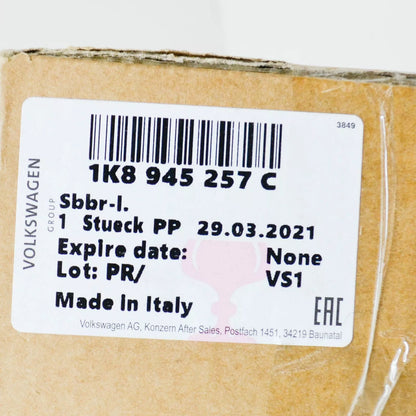 3849
1K8 945 257 C
VOLKSWAGEN
GROUP
Sbbr-l.
1 Stueck PP 29.03.2021
Expire date: None
Lot: PR/ VS1
Made in Italy
EAC
Volkswagen AG, Konzern After Sales, Postfach 1451, 34219 Baunatal